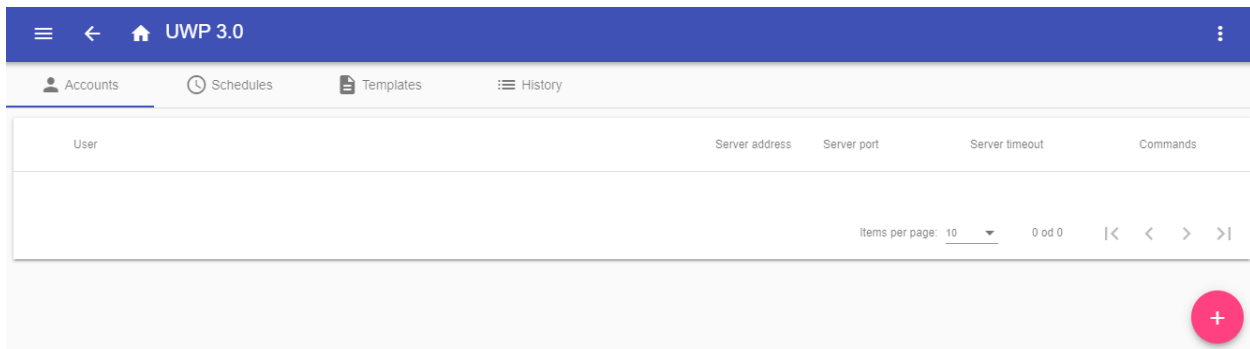 UWP 3.0
Accounts Schedules Templates History
User Server address Server port Server timeout Commands
Items per page: 10 0 od 0